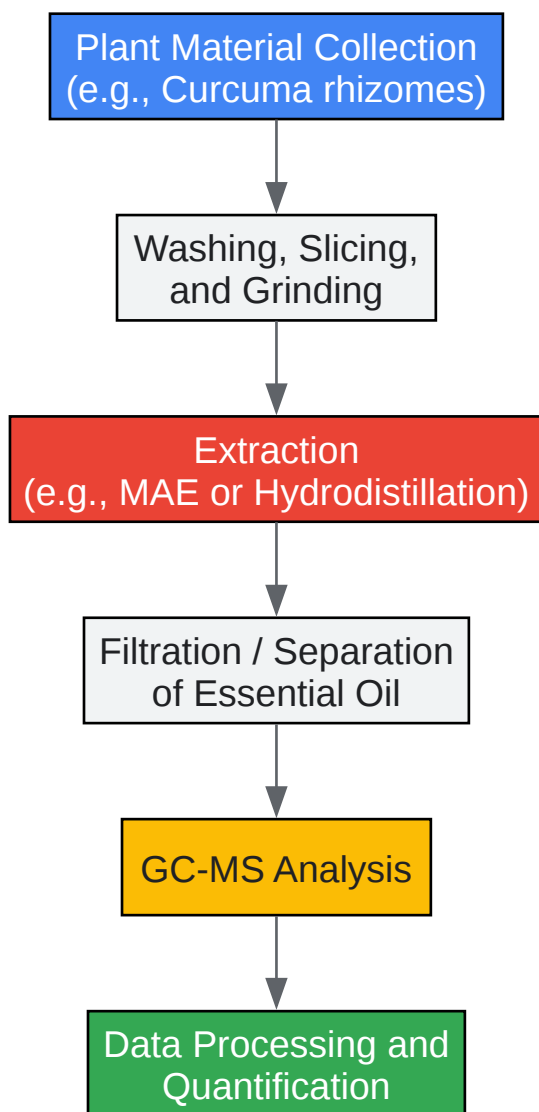 Plant Material Collection
(e.g., Curcuma rhizomes)
Washing, Slicing,
and Grinding
Extraction
(e.g., MAE or Hydrodistillation)
Filtration / Separation
of Essential Oil
GC-MS Analysis
Data Processing and
Quantification